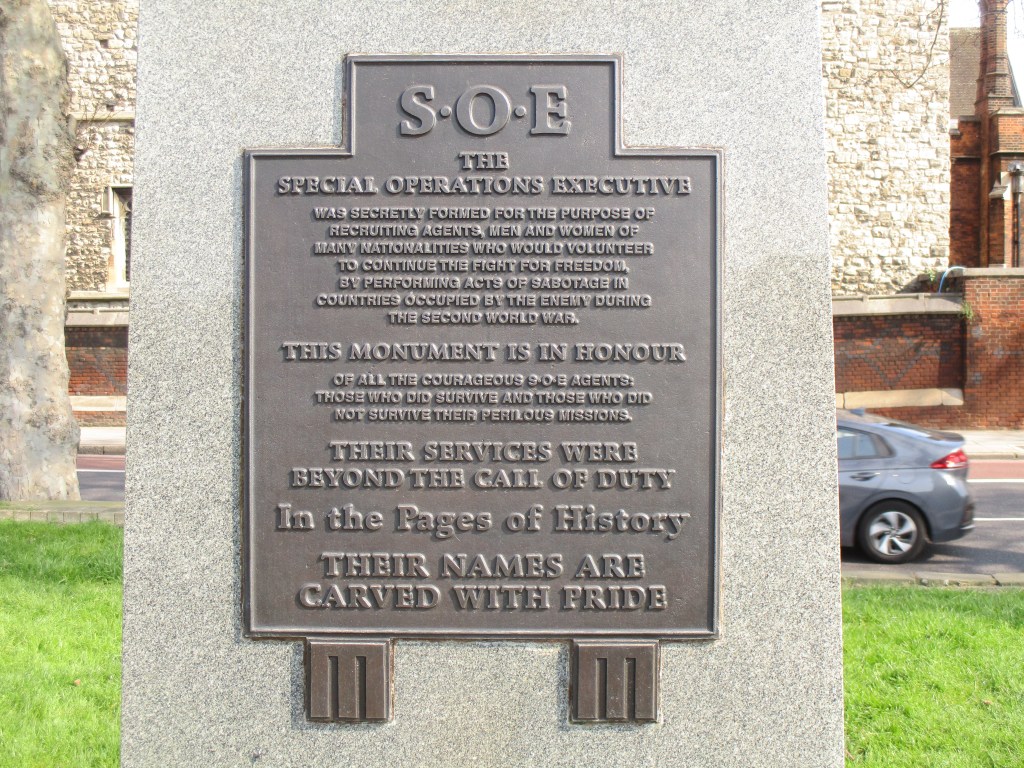 S·O·E
THE
SPECIAL OPERATIONS EXECUTIVE
WAS SECRETLY FORMED FOR THE PURPOSE OF
RECRUITING AGENTS, MEN AND WOMEN OF
MANY NATIONALITIES WHO WOULD VOLUNTEER
TO CONTINUE THE FIGHT FOR FREEDOM,
BY PERFORMING ACTS OF SABOTAGE IN
COUNTRIES OCCUPIED BY THE ENEMY DURING
THE SECOND WORLD WAR.
THIS MONUMENT IS IN HONOUR
OF ALL THE COURAGEOUS S·O·E AGENTS:
THOSE WHO DID SURVIVE AND THOSE WHO DID
NOT SURVIVE THEIR PERILOUS MISSIONS.
THEIR SERVICES WERE
BEYOND THE CALL OF DUTY
In the Pages of History
THEIR NAMES ARE
CARVED WITH PRIDE